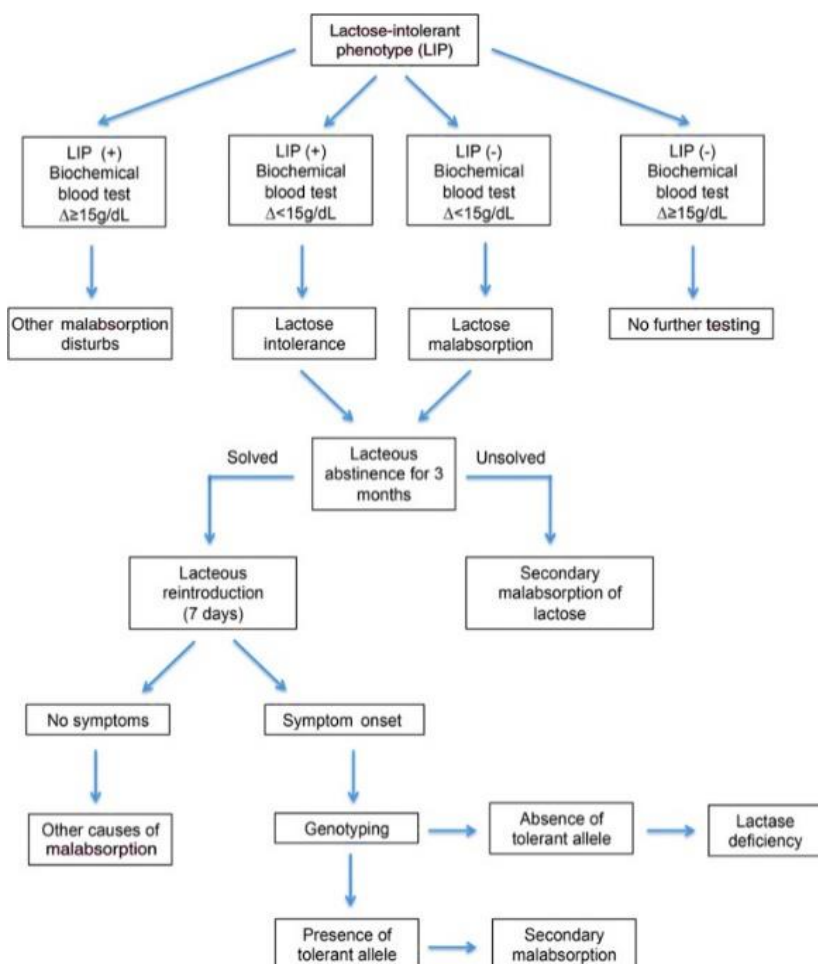 Lactose-intolerant
phenotype (LIP)
LIP (+)
Biochemical
blood test
Δ≥15g/dL
LIP (+)
Biochemical
blood test
Δ<15g/dL
LIP (-)
Biochemical
blood test
Δ<15g/dL
LIP (-)
Biochemical
blood test
Δ≥15g/dL
Other malabsorption
disturbs
Lactose
intolerance
Lactose
malabsorption
No further testing
Solved
Lacteous
abstinence for 3
months
Unsolved
Lacteous
reintroduction
(7 days)
Secondary
malabsorption of
lactose
No symptoms
Symptom onset
Other causes of
malabsorption
Genotyping
Absence of
tolerant allele
Lactase
deficiency
Presence of
tolerant allele
Secondary
malabsorption